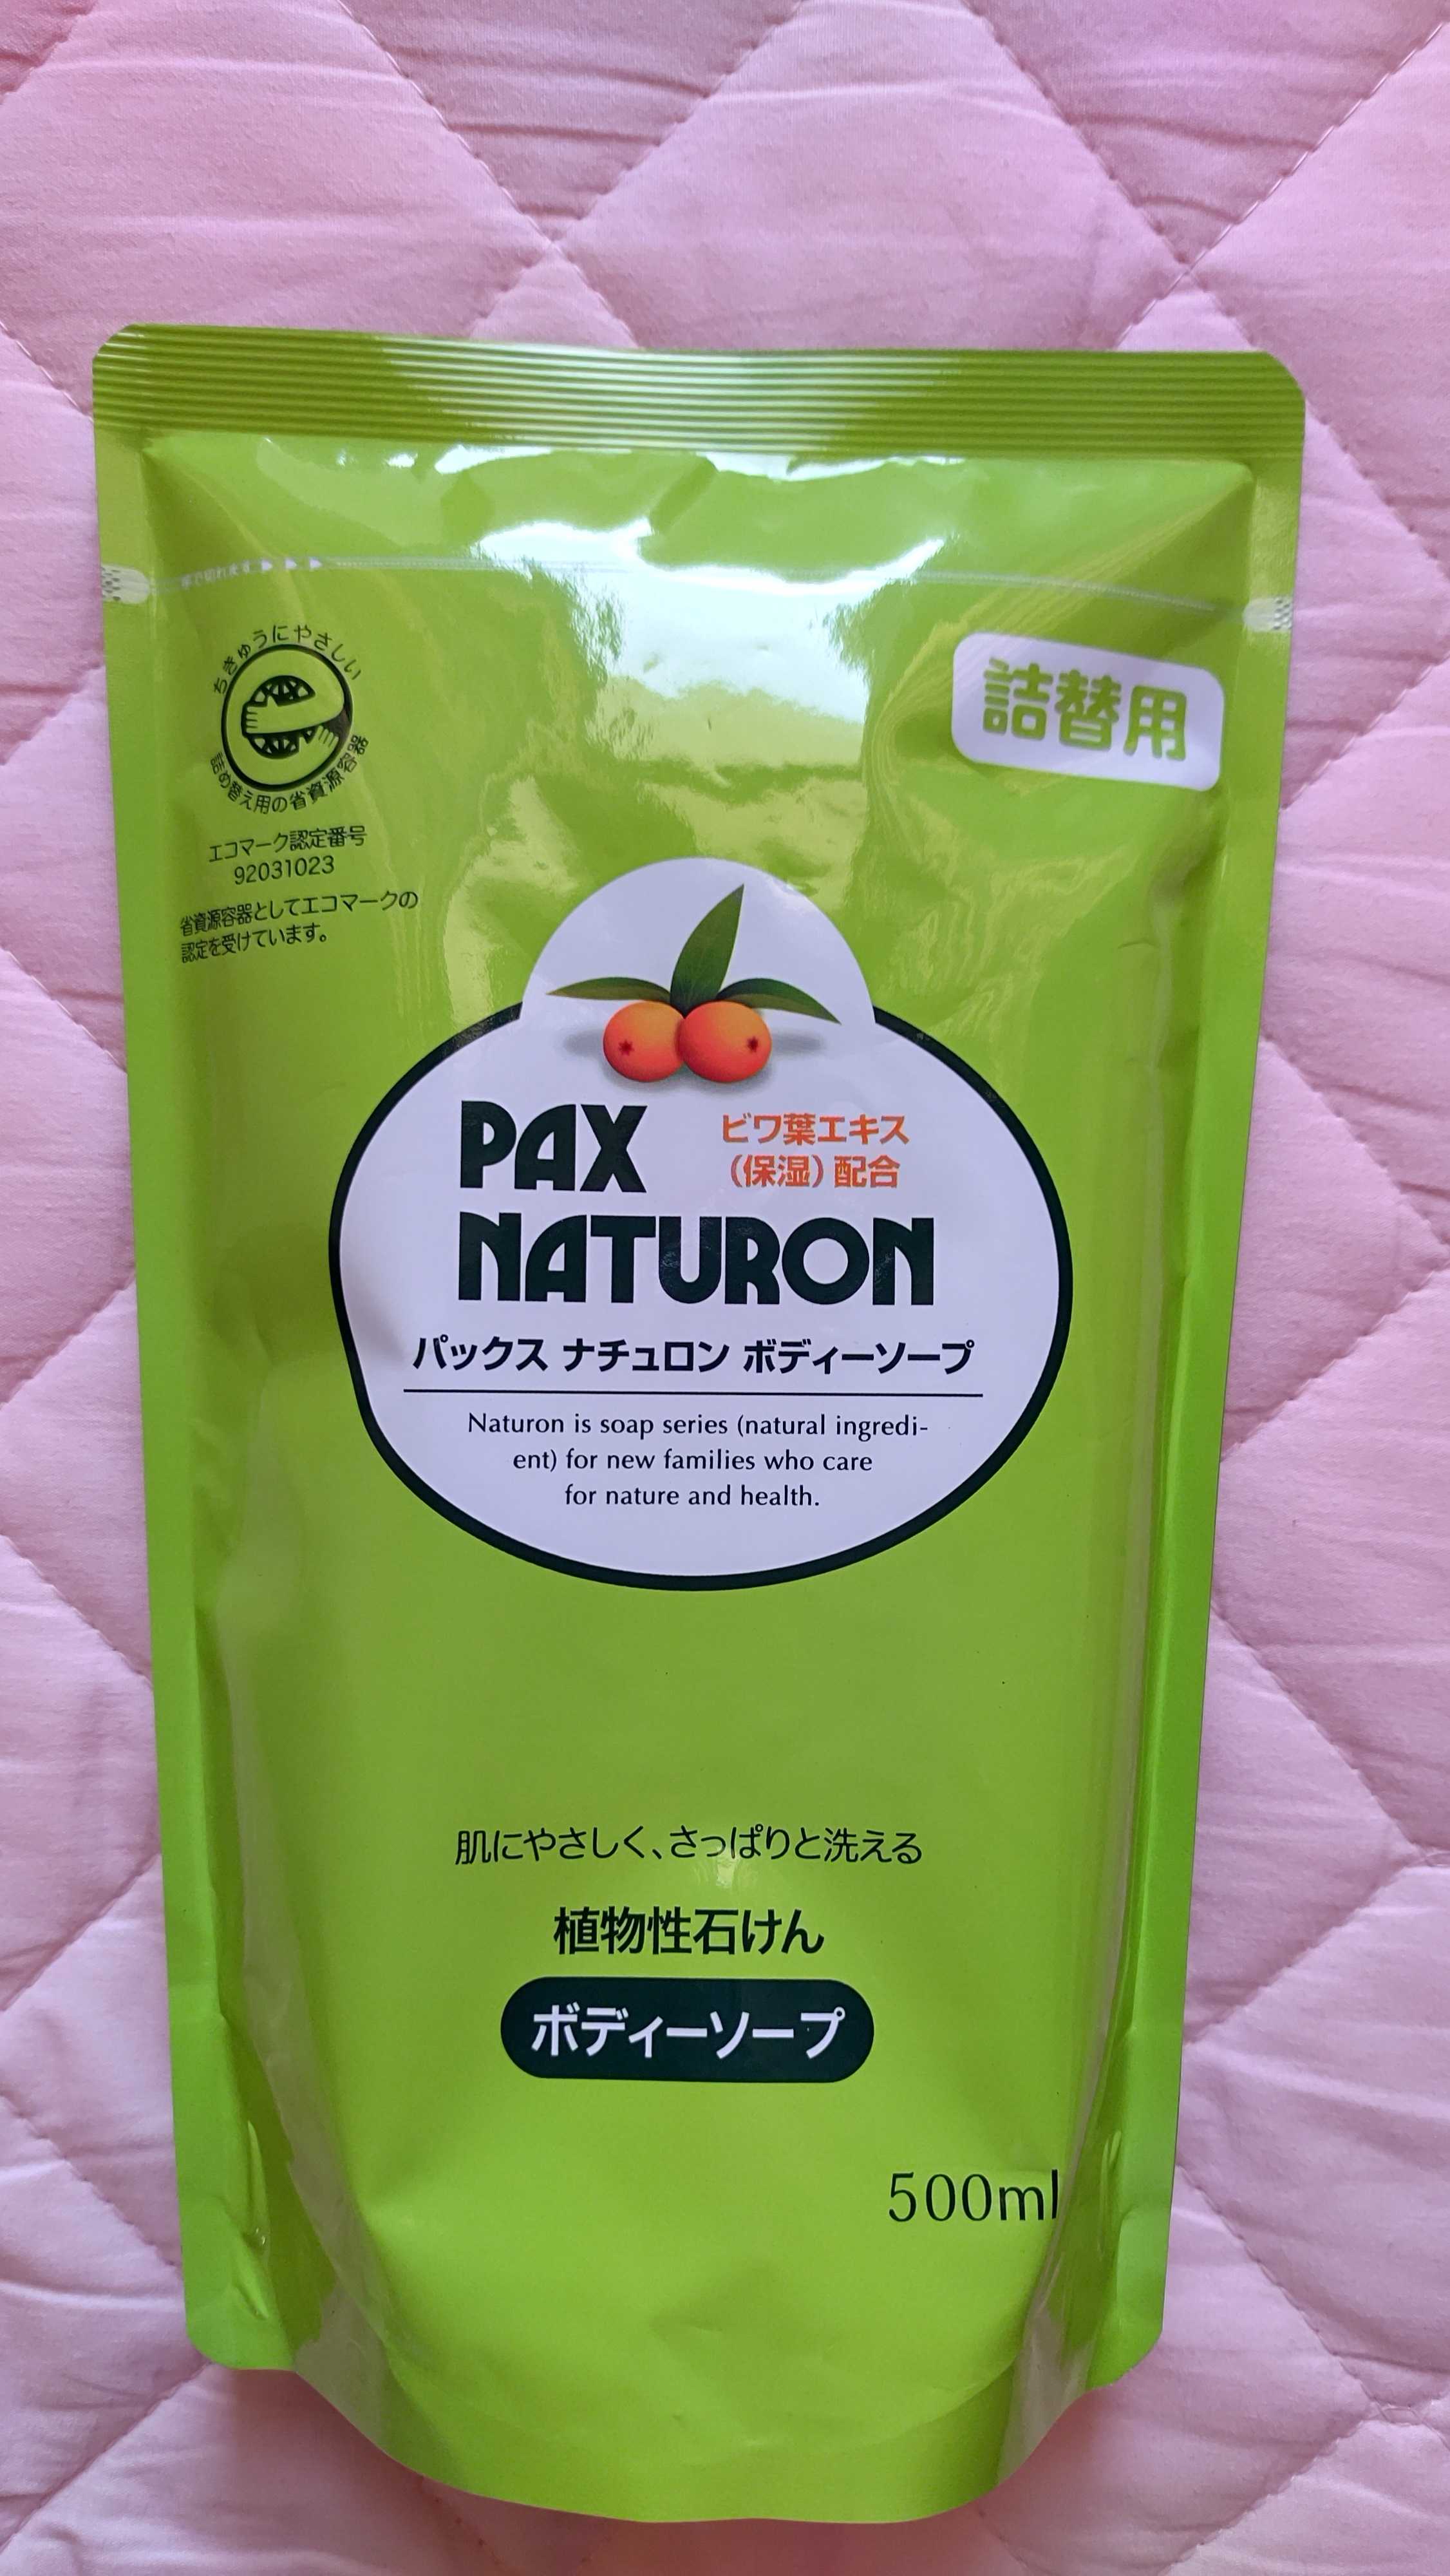 手で切れます
ちきゅうにやさしい
詰め替え用の省資源容器
エコマーク認定番号
92031023
省資源容器としてエコマークの
認定を受けています。
詰替用
PAX
NATURON
ビワ葉エキス
(保湿)配合
パックス ナチュロン ボディーソープ
Naturon is soap series (natural ingredi-
ent) for new families who care
for nature and health.
肌にやさしく、さっぱりと洗える
植物性石けん
ボディーソープ
500ml